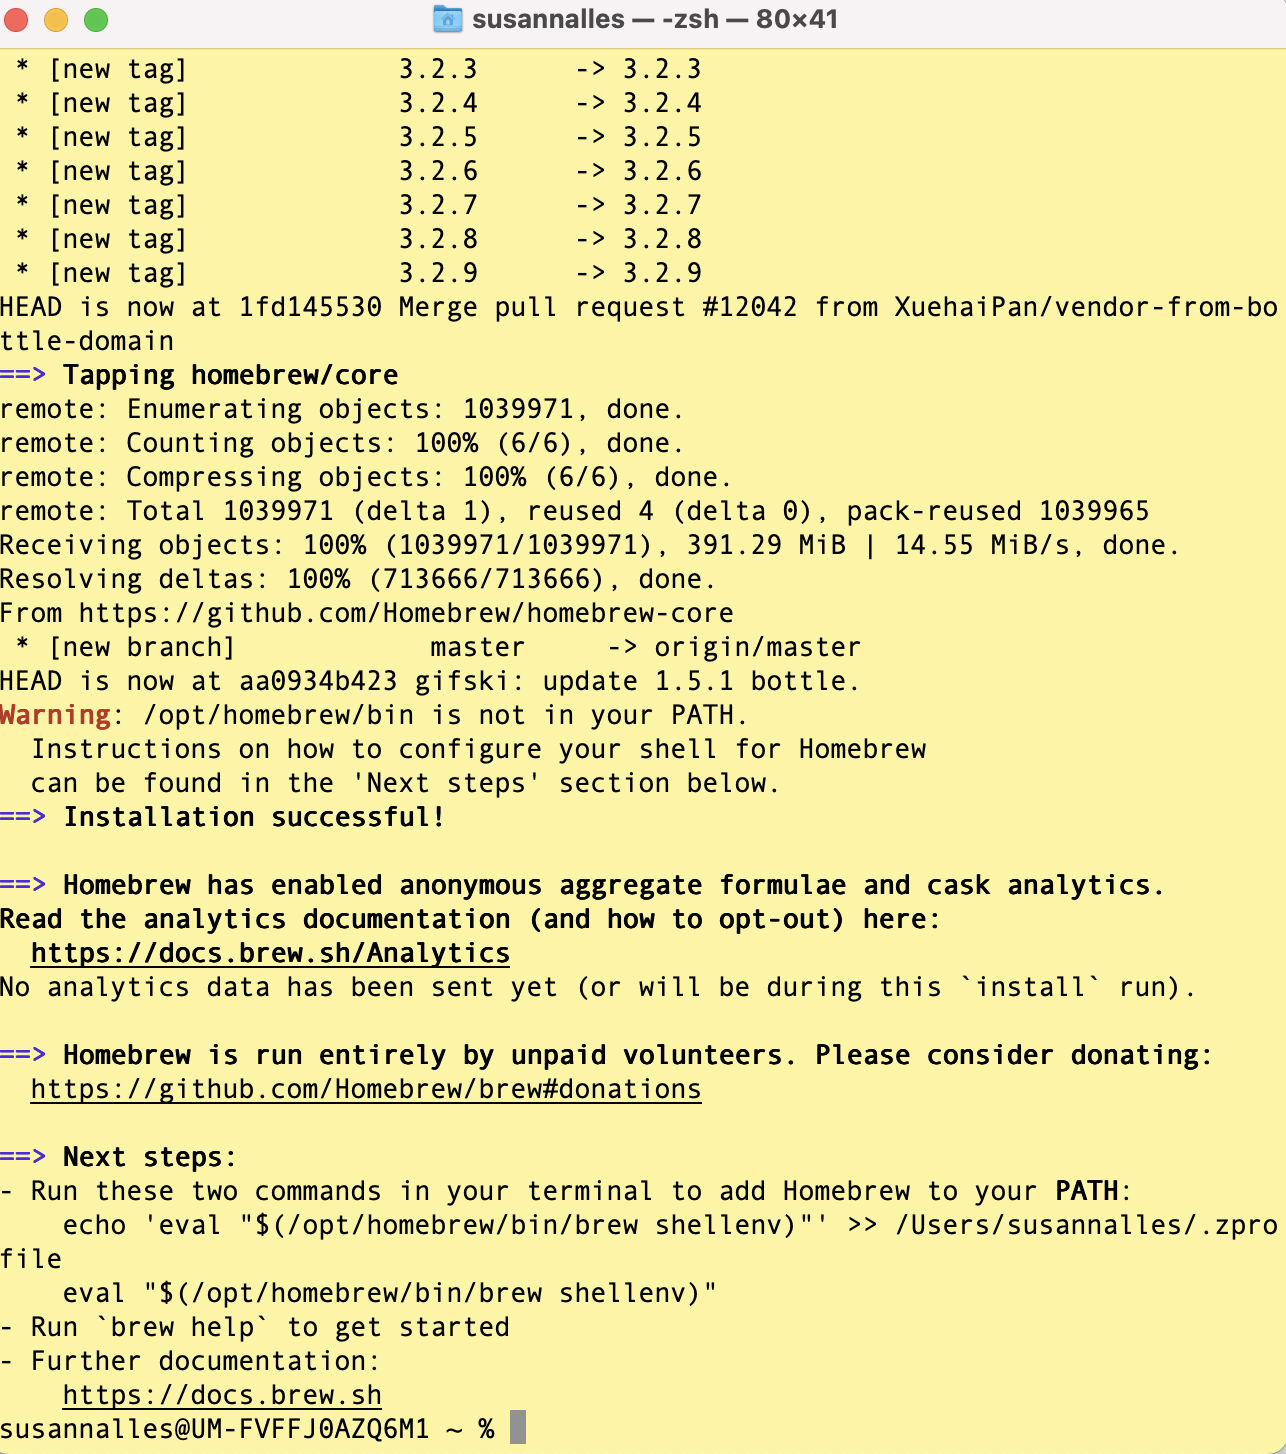 susannalles — -zsh — 80×41
* [new tag] 3.2.3 -> 3.2.3
* [new tag] 3.2.4 -> 3.2.4
* [new tag] 3.2.5 -> 3.2.5
* [new tag] 3.2.6 -> 3.2.6
* [new tag] 3.2.7 -> 3.2.7
* [new tag] 3.2.8 -> 3.2.8
* [new tag] 3.2.9 -> 3.2.9
HEAD is now at 1fd145530 Merge pull request #12042 from XuehaiPan/vendor-from-bo
ttle-domain
==> Tapping homebrew/core
remote: Enumerating objects: 1039971, done.
remote: Counting objects: 100% (6/6), done.
remote: Compressing objects: 100% (6/6), done.
remote: Total 1039971 (delta 1), reused 4 (delta 0), pack-reused 1039965
Receiving objects: 100% (1039971/1039971), 391.29 MiB | 14.55 MiB/s, done.
Resolving deltas: 100% (713666/713666), done.
From https://github.com/Homebrew/homebrew-core
* [new branch] master -> origin/master
HEAD is now at aa0934b423 gifski: update 1.5.1 bottle.
Warning: /opt/homebrew/bin is not in your PATH.
Instructions on how to configure your shell for Homebrew
can be found in the 'Next steps' section below.
==> Installation successful!
==> Homebrew has enabled anonymous aggregate formulae and cask analytics.
Read the analytics documentation (and how to opt-out) here:
https://docs.brew.sh/Analytics
No analytics data has been sent yet (or will be during this `install` run).
==> Homebrew is run entirely by unpaid volunteers. Please consider donating:
https://github.com/Homebrew/brew#donations
==> Next steps:
- Run these two commands in your terminal to add Homebrew to your PATH:
echo 'eval "$(/opt/homebrew/bin/brew shellenv)"' >> /Users/susannalles/.zpro
file
eval "$(/opt/homebrew/bin/brew shellenv)"
- Run `brew help` to get started
- Further documentation:
https://docs.brew.sh
susannalles@UM-FVFFJ0AZQ6M1 ~ %